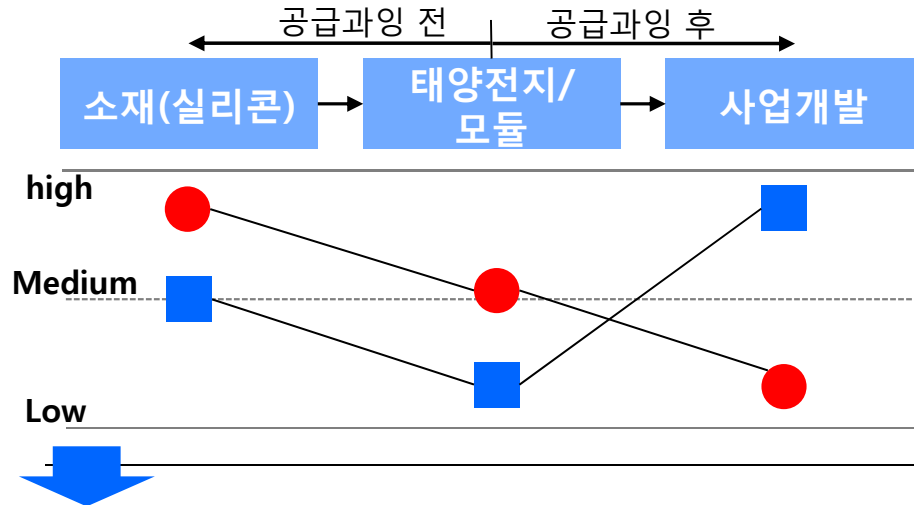 공급과잉 전
공급과잉 후
소재(실리콘)
태양전지/
모듈
사업개발
high
Medium
Low